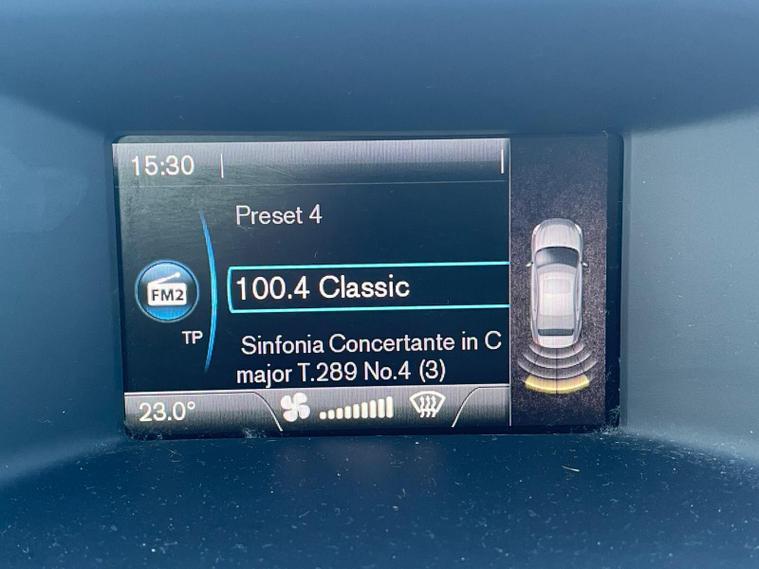 15:30
Preset 4
100.4 Classic
FM2
TP
Sinfonia Concertante in C
major T.289 No.4 (3)
23.0°